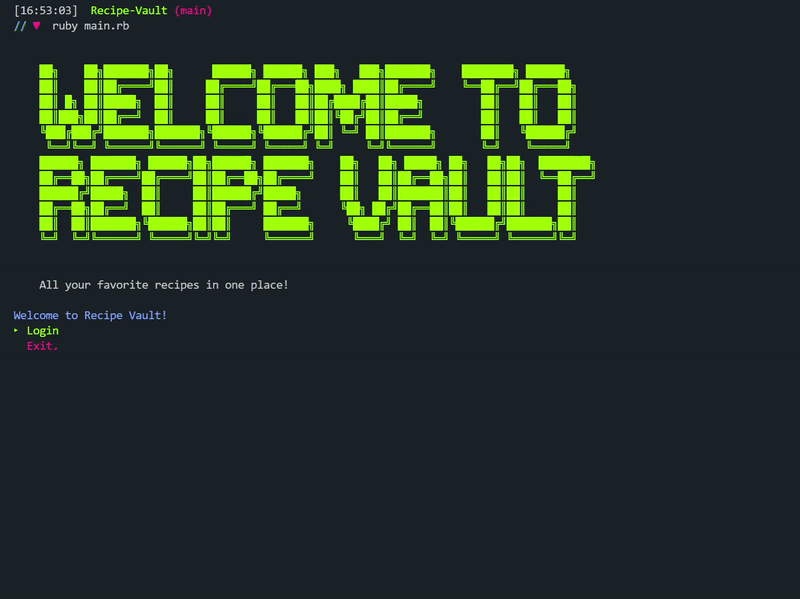 [16:53:03] Recipe-Vault (main)
// ♥ ruby main.rb
WELCOME TO
RECIPE VAULT
All your favorite recipes in one place!
Welcome to Recipe Vault!
‣ Login
Exit.